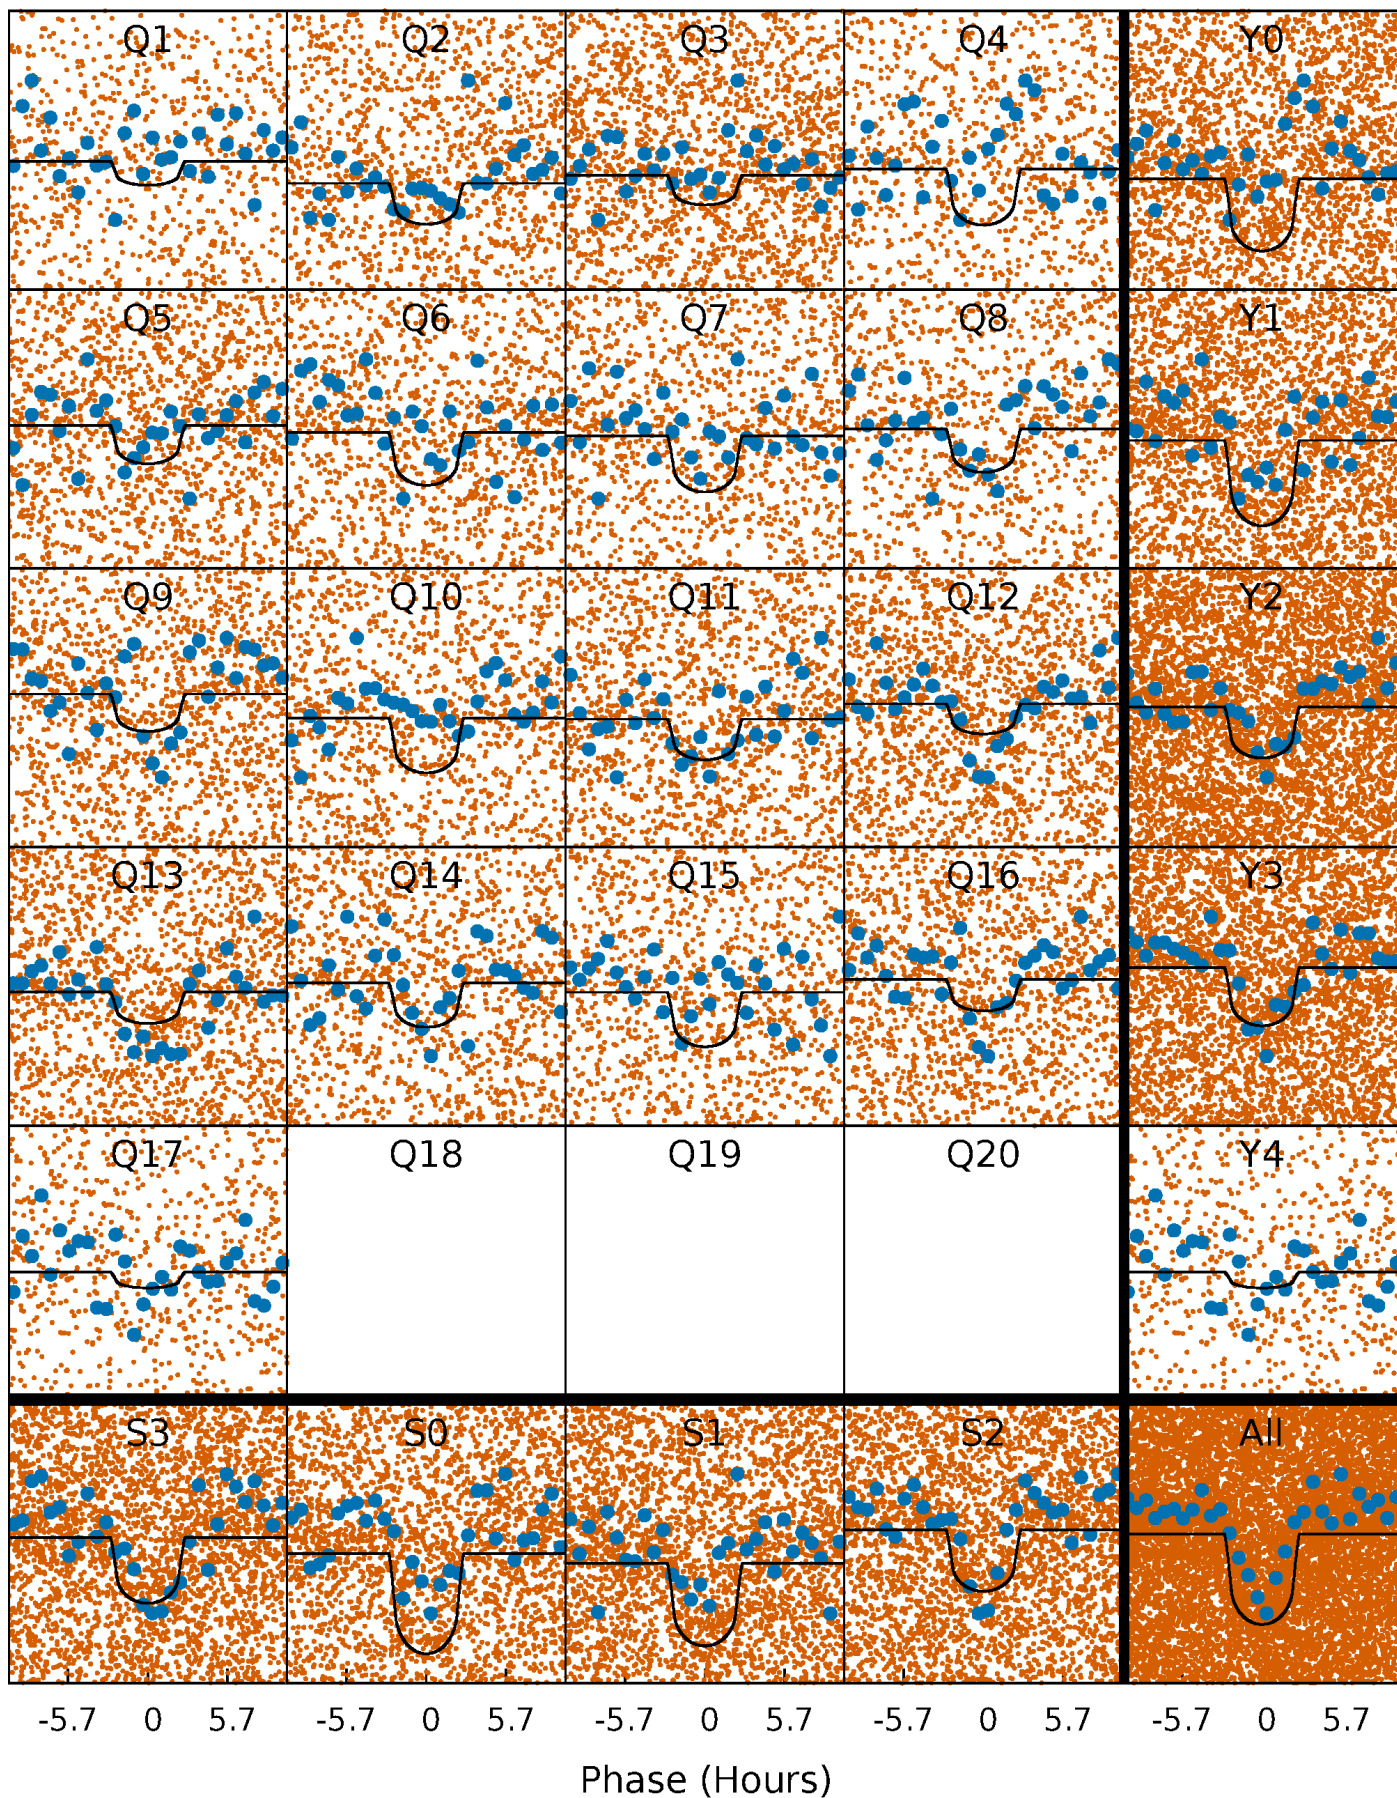 Q1 Q2 Q3 Q4 Y0
Q5 Q6 Q7 Q8 Y1
Q9 Q10 Q11 Q12 Y2
Q13 Q14 Q15 Q16 Y3
Q17 Q18 Q19 Q20 Y4
S3 S0 S1 S2 All
-5.7 0 5.7 -5.7 0 5.7 -5.7 0 5.7 -5.7 0 5.7 -5.7 0 5.7
Phase (Hours)